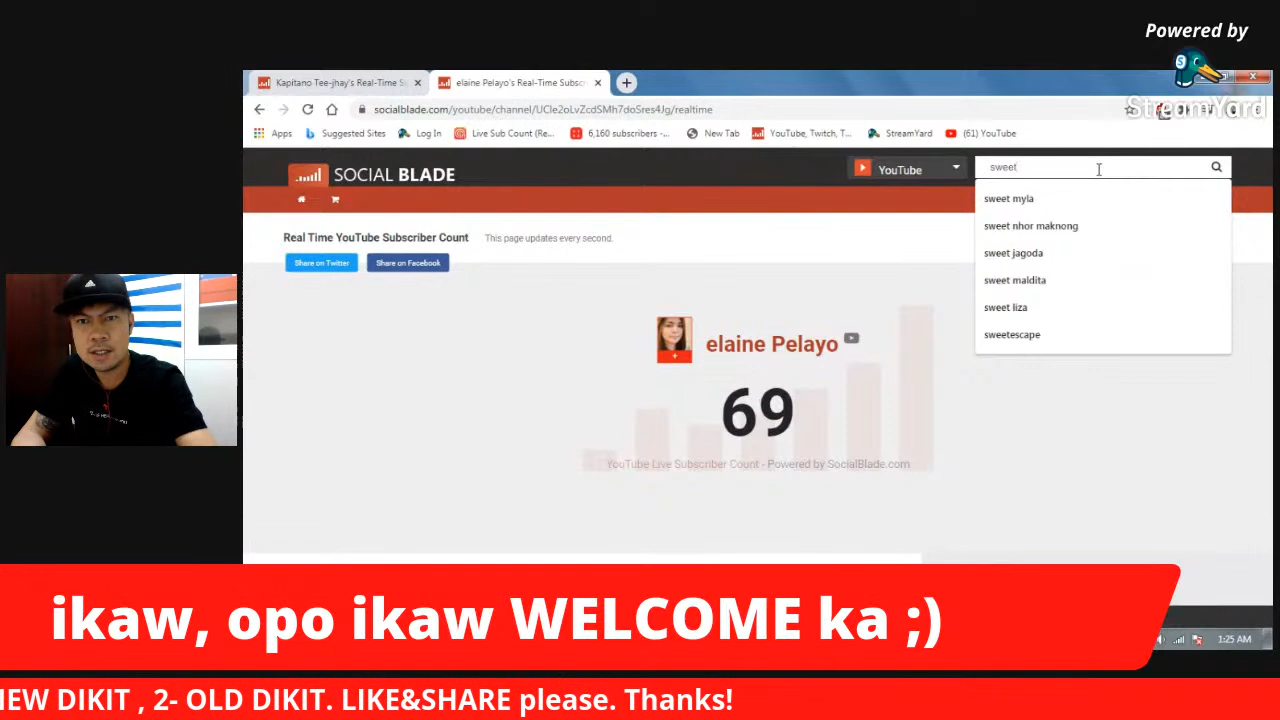 Powered by
StreamYard
Kapitano Tee-jhay's Real-Time S
elaine Pelayo's Real-Time Subsc
socialblade.com/youtube/channel/UCle2oLvZcdSMh7doSres4Jg/realtime
Apps
Suggested Sites
Log In
Live Sub Count (Re...
6,160 subscribers -...
New Tab
YouTube, Twitch, T...
StreamYard
(61) YouTube
SOCIAL BLADE
YouTube
sweet
sweet myla
sweet nhor maknong
sweet jagoda
sweet maldita
sweet liza
sweetescape
Real Time YouTube Subscriber Count
This page updates every second.
Share on Twitter
Share on Facebook
elaine Pelayo
69
YouTube Live Subscriber Count - Powered by SocialBlade.com
1:25 AM
ikaw, opo ikaw WELCOME ka ;)
NEW DIKIT , 2- OLD DIKIT. LIKE&SHARE please. Thanks!